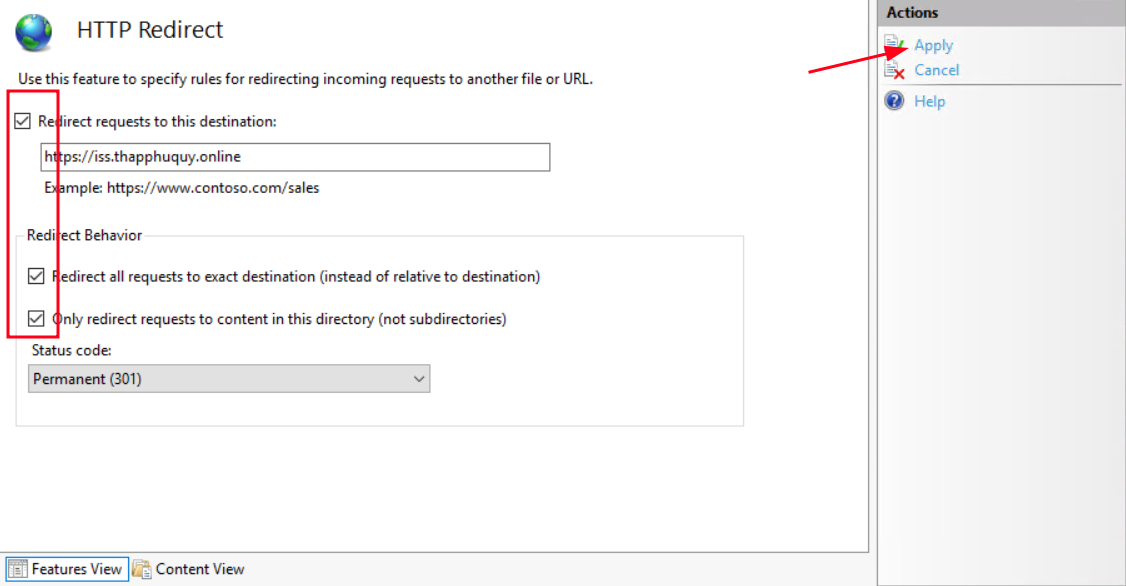 HTTP Redirect
Use this feature to specify rules for redirecting incoming requests to another file or URL.
Redirect requests to this destination:
https://iss.thapphuquy.online
Example: https://www.contoso.com/sales
Redirect Behavior
Redirect all requests to exact destination (instead of relative to destination)
Only redirect requests to content in this directory (not subdirectories)
Status code:
Permanent (301)
Features View
Content View
Actions
Apply
Cancel
Help